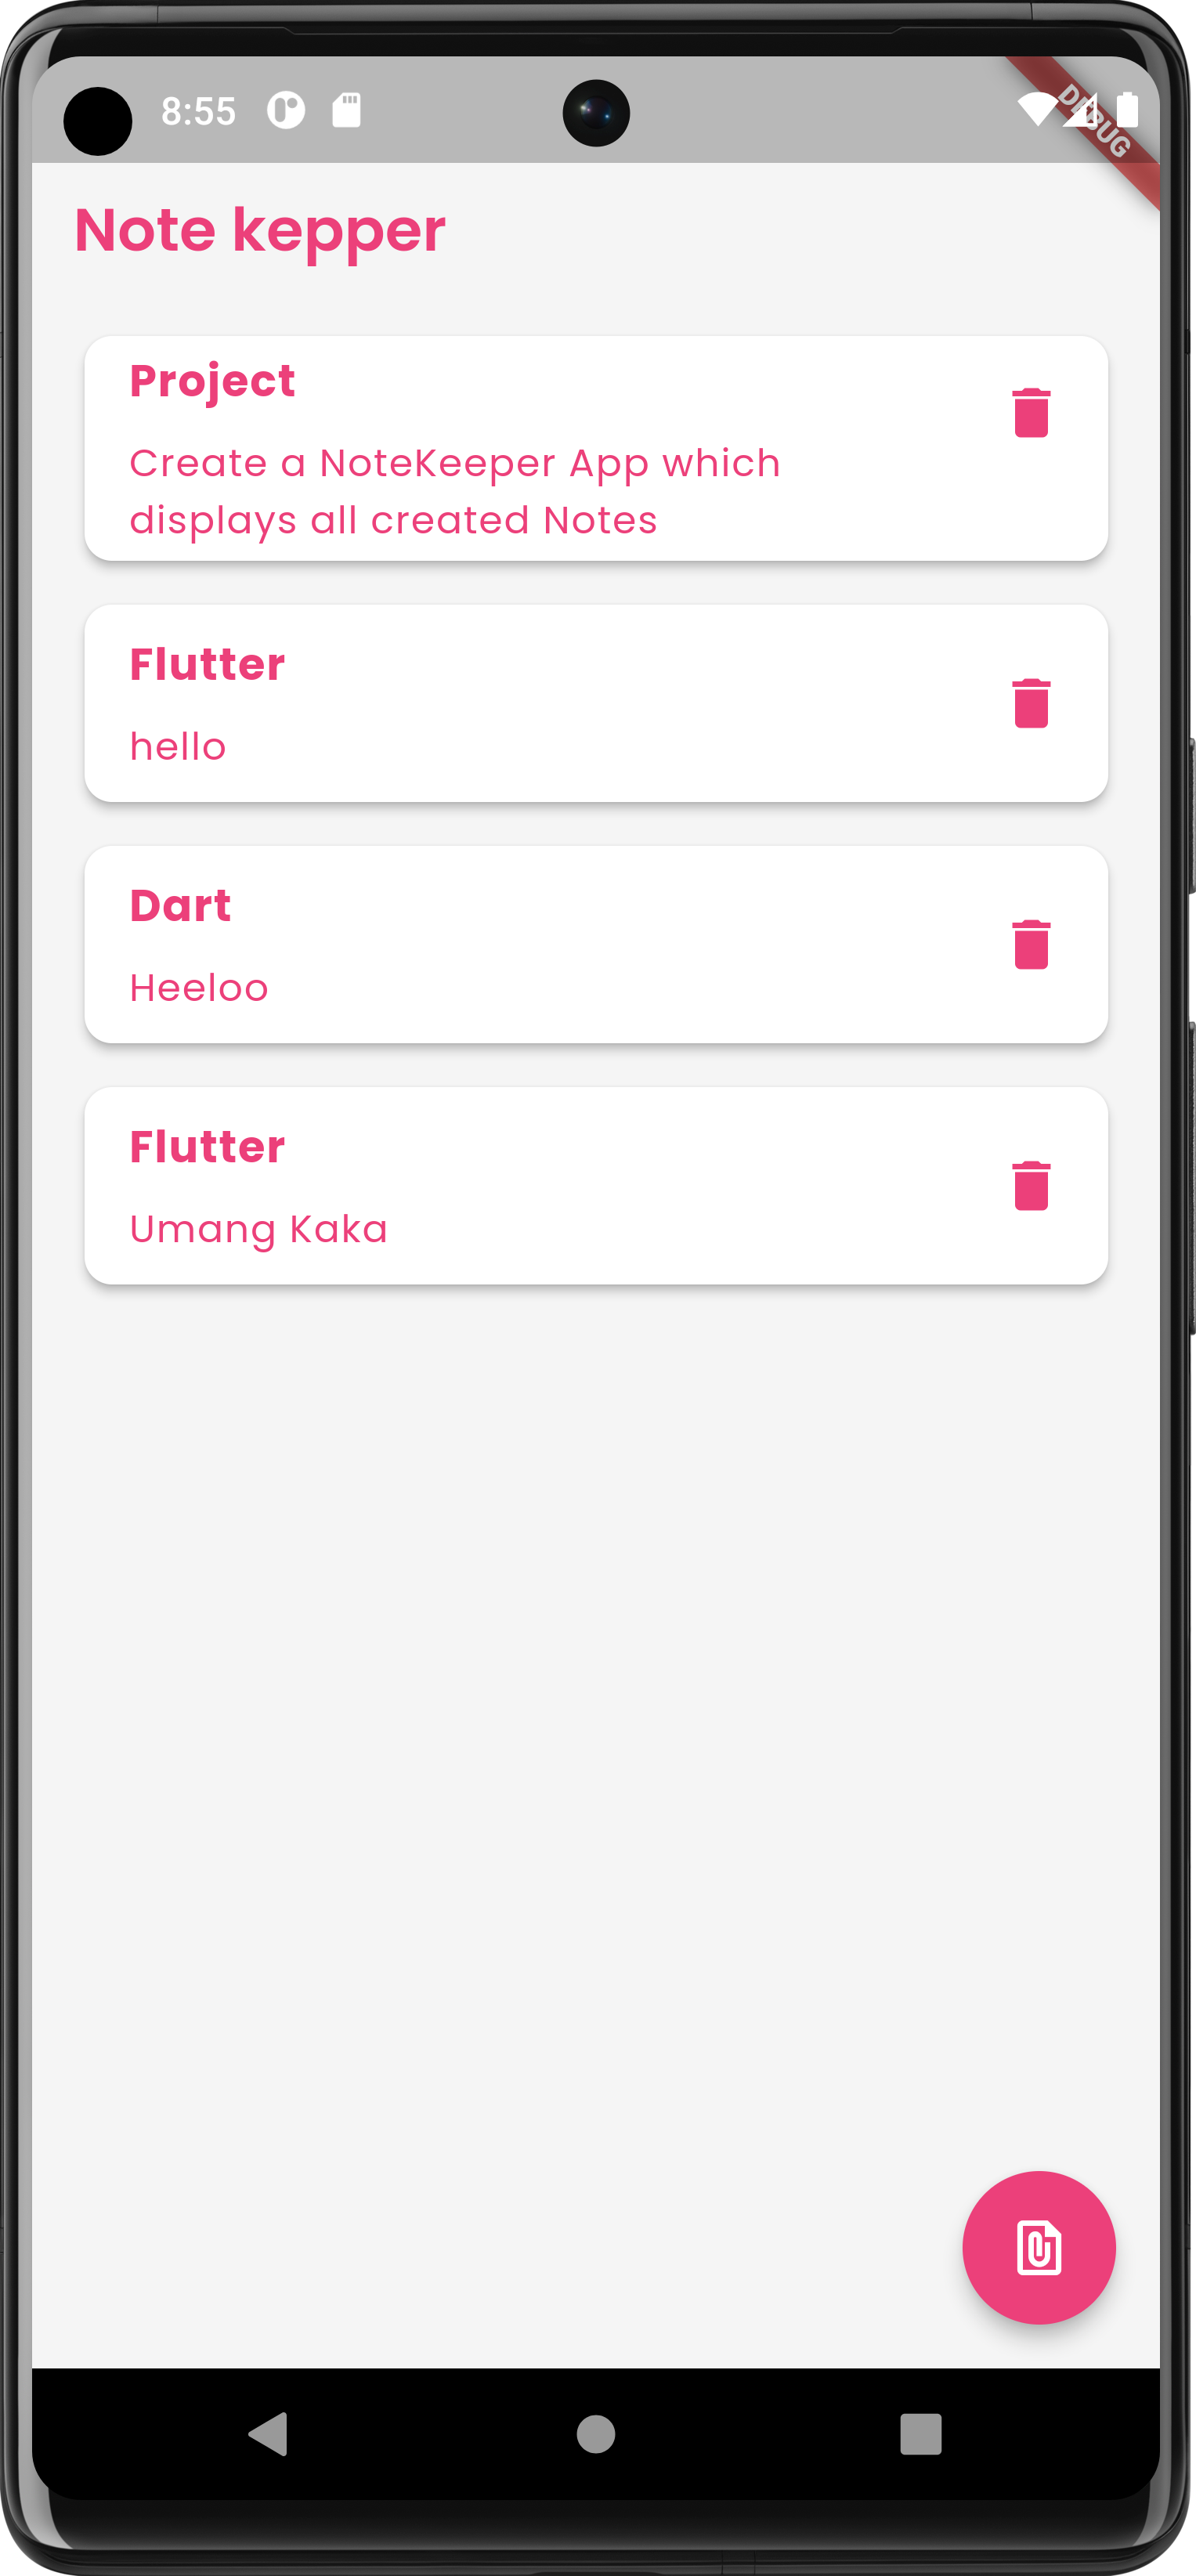 8:55
DEBUG
Note kepper
Project
Create a NoteKeeper App which
displays all created Notes
Flutter
hello
Dart
Heeloo
Flutter
Umang Kaka